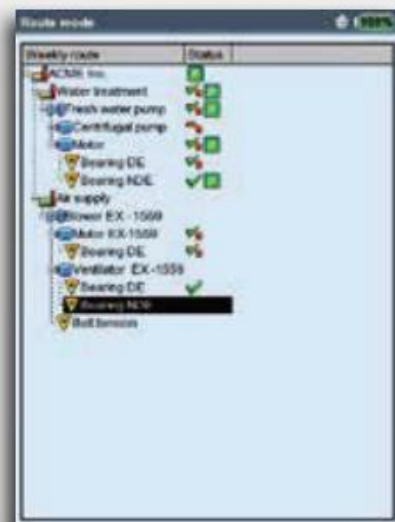 Route mode 100%
Weekly route Status
ACME Inc.
Water treatment
Fresh water pump
Centrifugal pump
Motor
Bearing DE
Bearing NDE
Air supply
Blower EX -1559
Motor EX-1559
Bearing DE
Ventilator EX-1559
Bearing DE
Bearing NDE
Belt tension